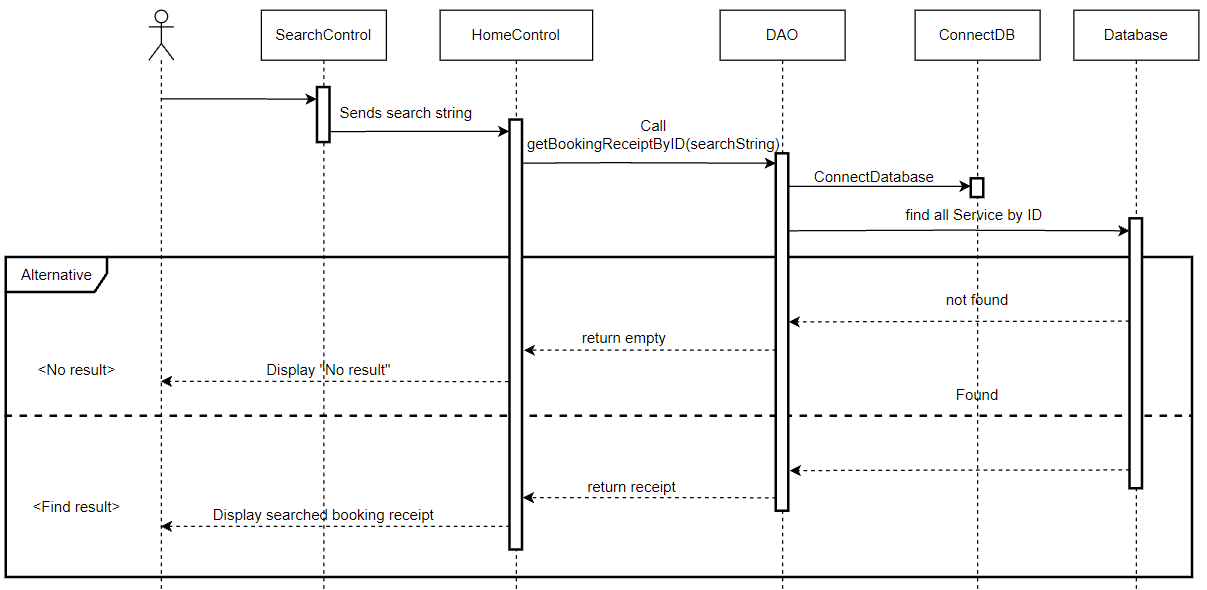 SearchControl
HomeControl
DAO
ConnectDB
Database
Sends search string
Call
getBookingReceiptByID(searchString)
ConnectDatabase
find all Service by ID
Alternative
not found
return empty
<No result>
Display "No result"
Found
return receipt
<Find result>
Display searched booking receipt